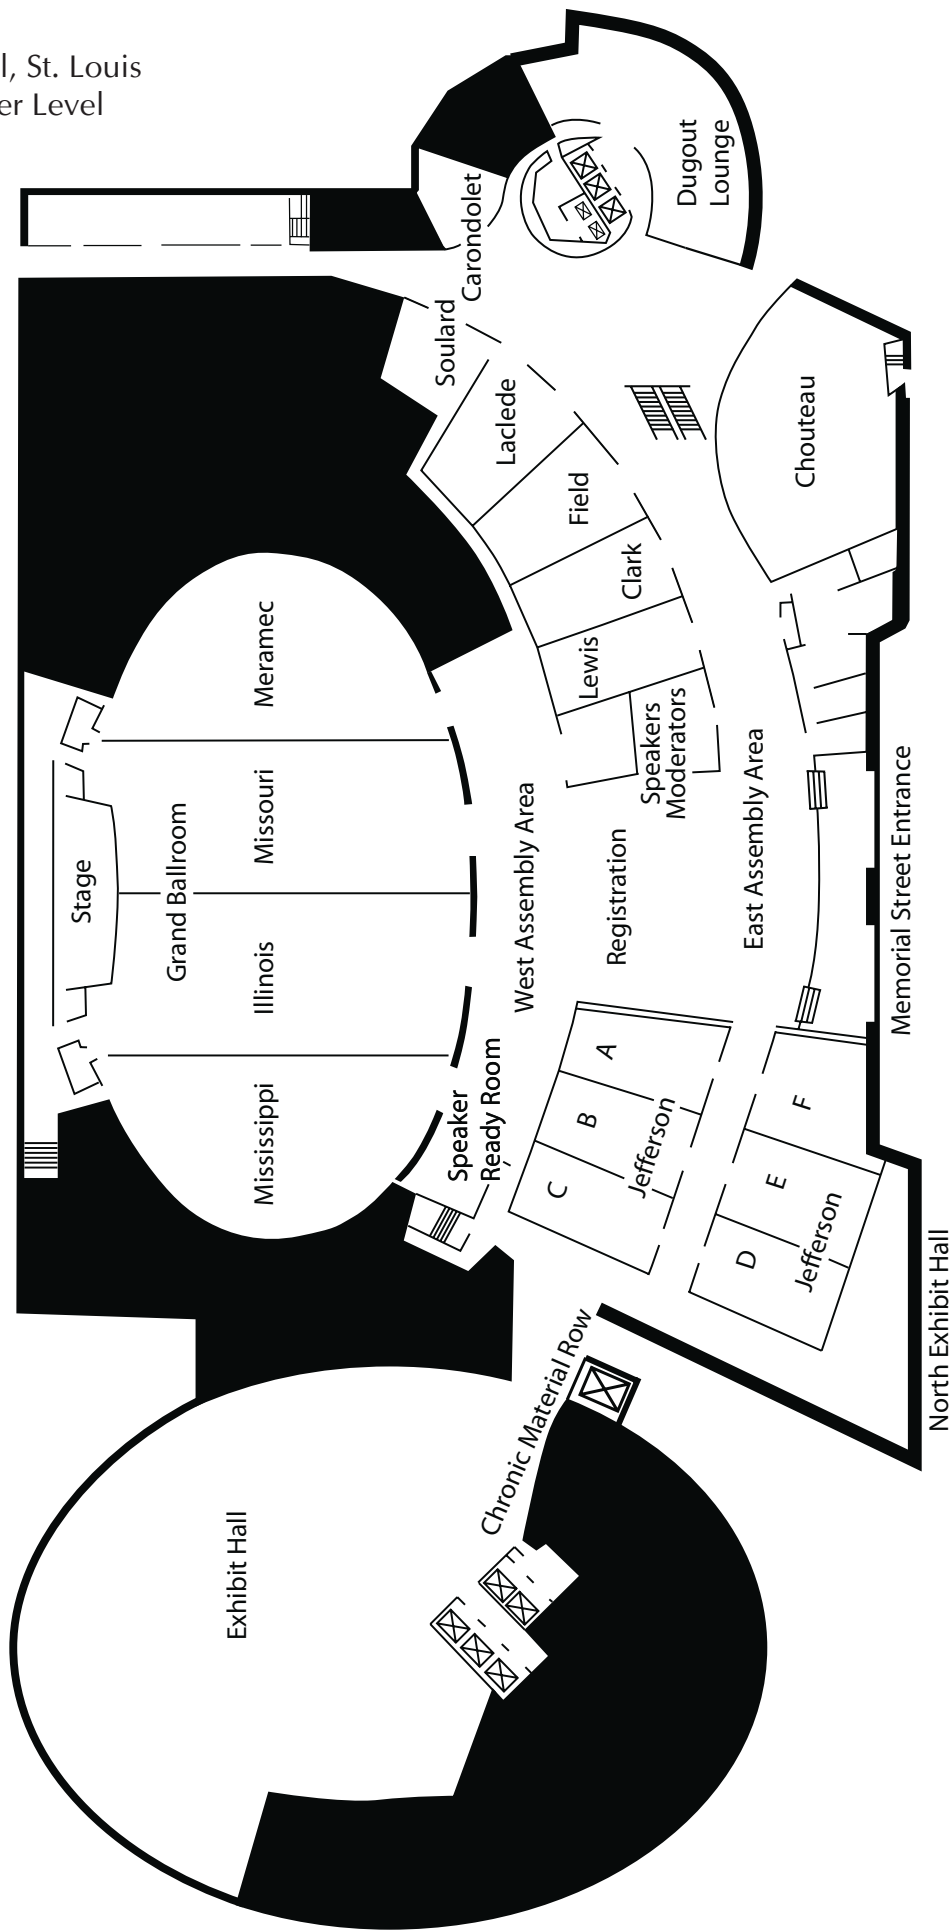 l, St. Louis
er Level
Dugout
Lounge
Carondolet
Soulard
Laclede
Field
Clark
Lewis
Speakers
Moderators
Chouteau
Meramec
Missouri
Stage
Grand Ballroom
Illinois
Mississippi
West Assembly Area
Registration
East Assembly Area
Memorial Street Entrance
Speaker
Ready Room
A
B
C
Jefferson
F
E
D
Jefferson
North Exhibit Hall
Chronic Material Row
Exhibit Hall